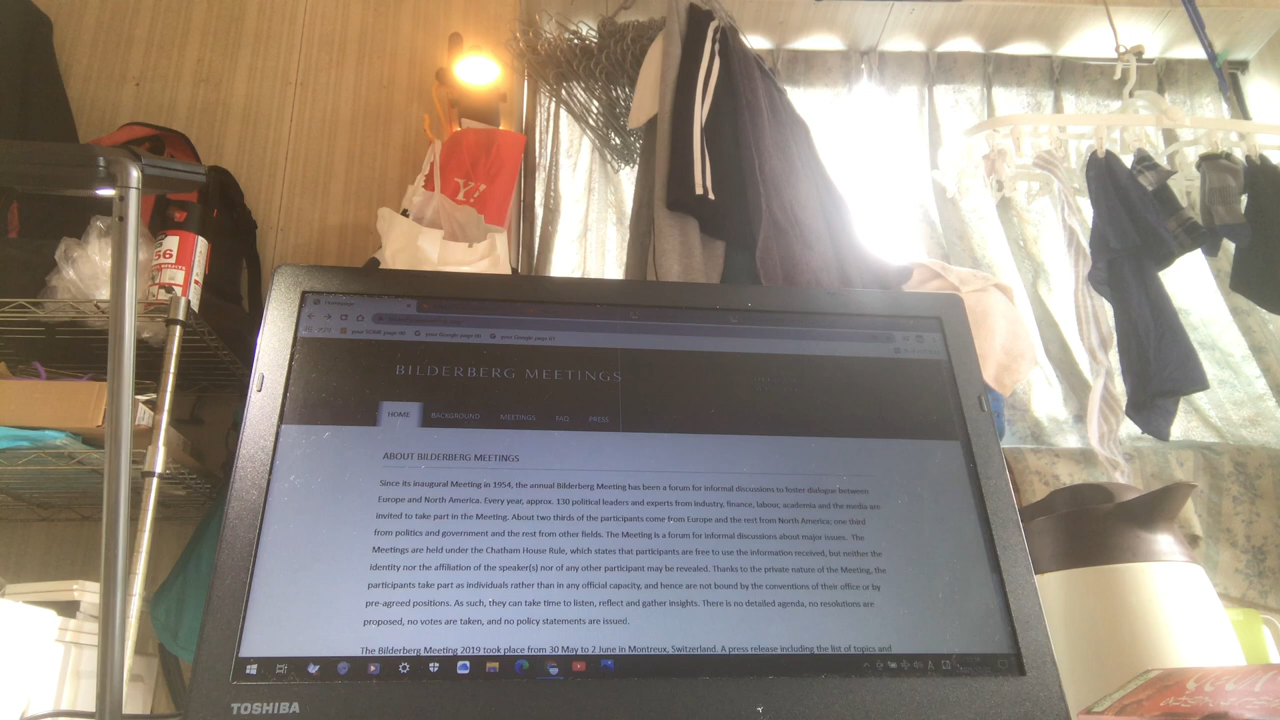 Y!
56
your Google page
your Google page
BILDERBERG MEETINGS
HOME BACKGROUND MEETINGS FAQ PRESS
ABOUT BILDERBERG MEETINGS
Since its inaugural Meeting in 1954, the annual Bilderberg Meeting has been a forum for informal discussions to foster dialogue between
Europe and North America. Every year, approx. 130 political leaders and experts from industry, finance, labour, academia and the media are
invited to take part in the Meeting. About two thirds of the participants come from Europe and the rest from North America; one third
from politics and government and the rest from other fields. The Meeting is a forum for informal discussions about major issues. The
Meetings are held under the Chatham House Rule, which states that participants are free to use the information received, but neither the
identity nor the affiliation of the speaker(s) nor of any other participant may be revealed. Thanks to the private nature of the Meeting, the
participants take part as individuals rather than in any official capacity, and hence are not bound by the conventions of their office or by
pre-agreed positions. As such, they can take time to listen, reflect and gather insights. There is no detailed agenda, no resolutions are
proposed, no votes are taken, and no policy statements are issued.
The Bilderberg Meeting 2019 took place from 30 May to 2 June in Montreux, Switzerland. A press release including the list of topics and
TOSHIBA